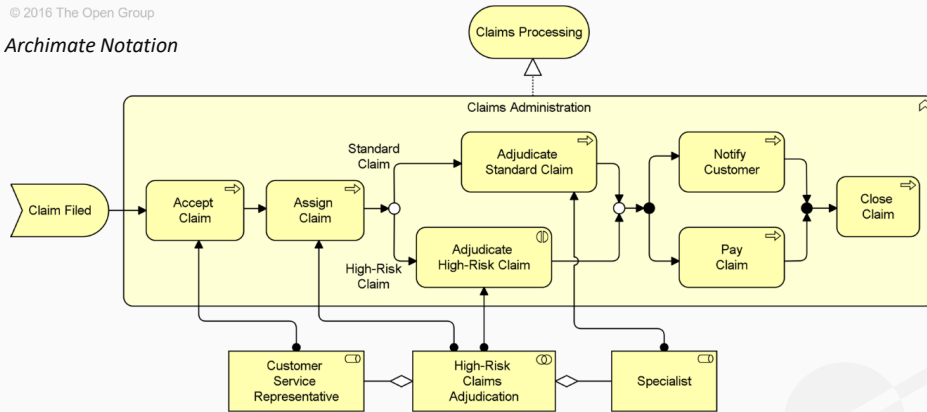 © 2016 The Open Group
Archimate Notation
Claims Processing
Claims Administration
Claim Filed
Accept
Claim
Assign
Claim
Standard
Claim
High-Risk
Claim
Adjudicate
Standard Claim
Adjudicate
High-Risk Claim
Notify
Customer
Pay
Claim
Close
Claim
Customer
Service
Representative
High-Risk
Claims
Adjudication
Specialist